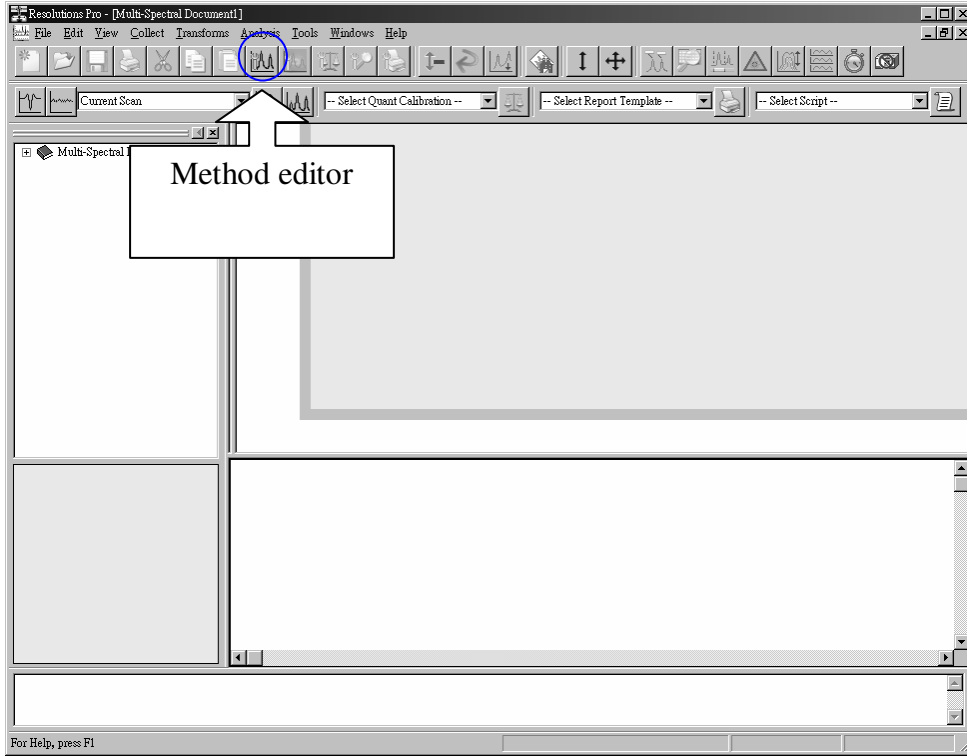 Resolutions Pro - [Multi-Spectral Document1]
File Edit View Collect Transforms Analysis Tools Windows Help
Current Scan -- Select Quant Calibration -- -- Select Report Template -- -- Select Script --
Multi-Spectral
Method editor
For Help, press F1